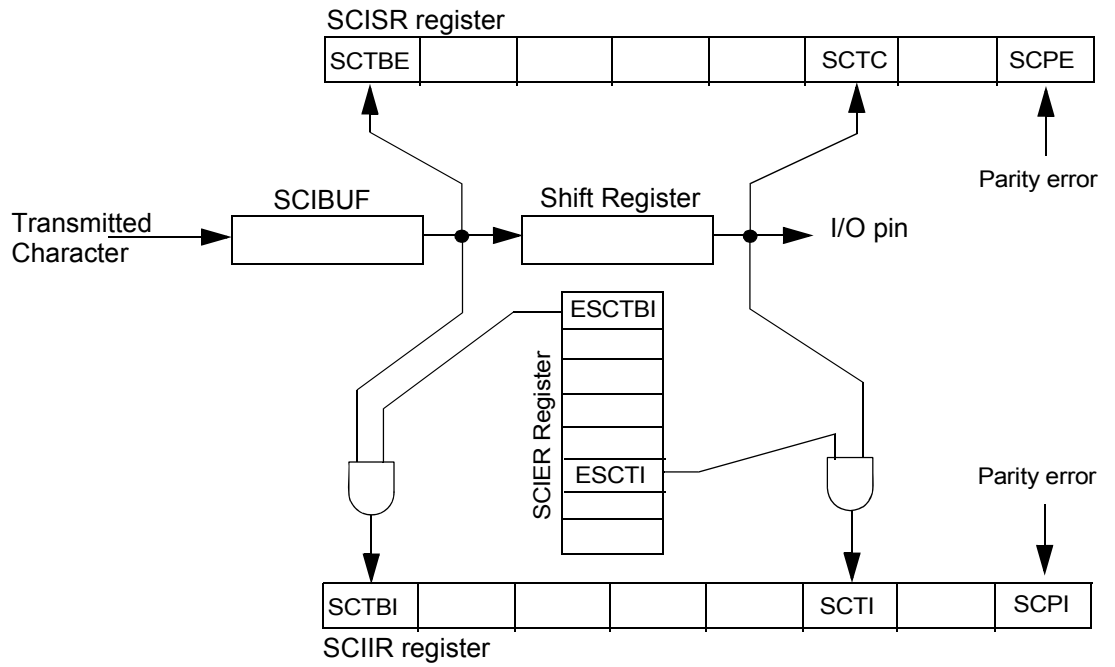 SCISR register
SCTBE
SCTC
SCPE
Parity error
SCIBUF
Shift Register
Transmitted
Character
I/O pin
ESCTBI
SCIER Register
ESCTI
Parity error
SCTBI
SCTI
SCPI
SCIIR register